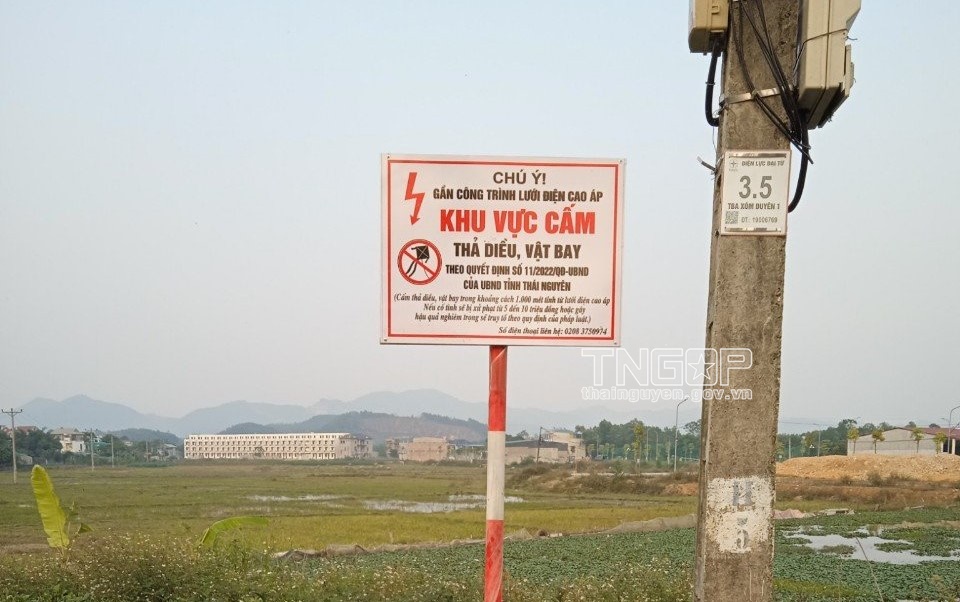 CHÚ Ý!
GẦN CÔNG TRÌNH LƯỚI ĐIỆN CAO ÁP
KHU VỰC CẤM
THẢ DIỀU, VẬT BAY
THEO QUYẾT ĐỊNH SỐ 11/2022/QĐ-UBND
CỦA UBND TỈNH THÁI NGUYÊN
(Cấm thả diều, vật bay trong khoảng cách 1.000 mét tính từ lưới điện cao áp
Nếu cố tình sẽ bị xử phạt từ 5 đến 10 triệu đồng hoặc gây
hậu quả nghiêm trọng sẽ truy tố theo quy định của pháp luật.)
Số điện thoại liên hệ: 0208 3750974
ĐIỆN LỰC ĐẠI TỪ
3.5
TBA XÓM DUYÊN 1
ĐT: 19006769
H
5
TNGOP
thainguyen.gov.vn